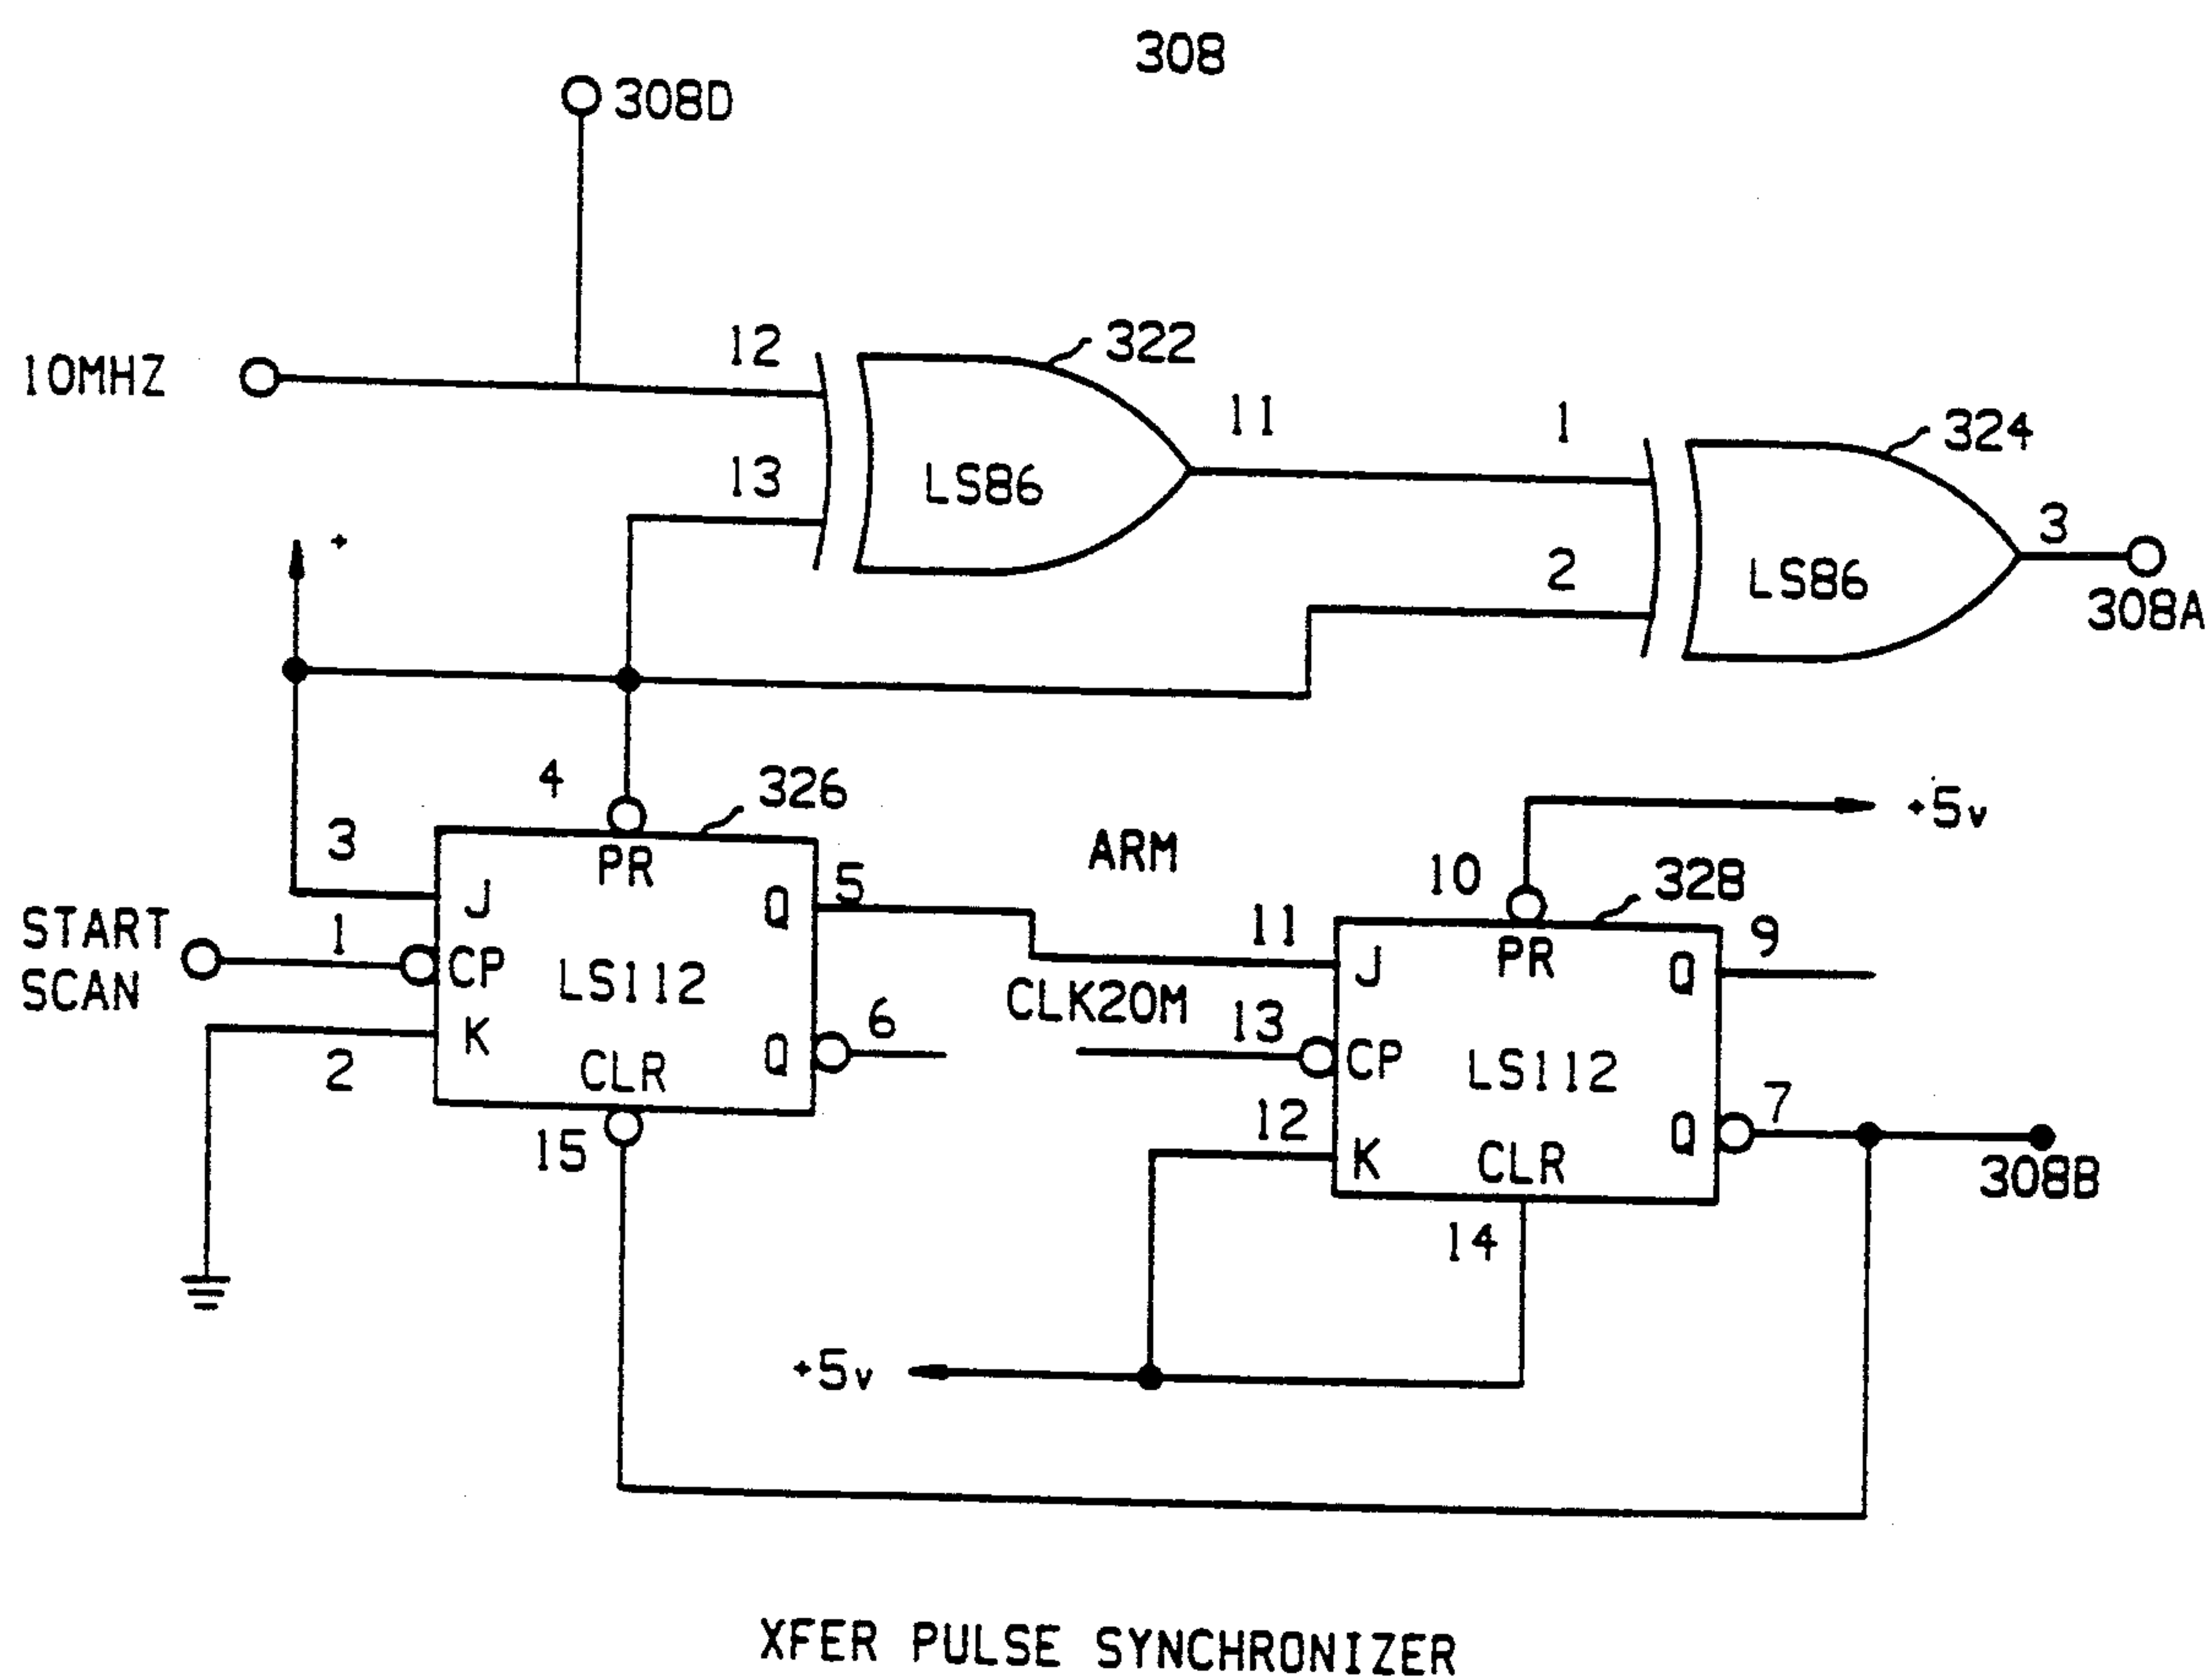 308
308D
10MHZ
12
322
13
LS86
11
1
324
LS86
2
3
308A
+
4
326
3
PR
J
Q
5
ARM
START
SCAN
1
CP
LS112
K
2
CLR
Q
6
15
+5v
10
328
11
PR
J
Q
9
CLK20M
13
CP
LS112
12
K
CLR
Q
7
308B
14
+5v
XFER PULSE SYNCHRONIZER